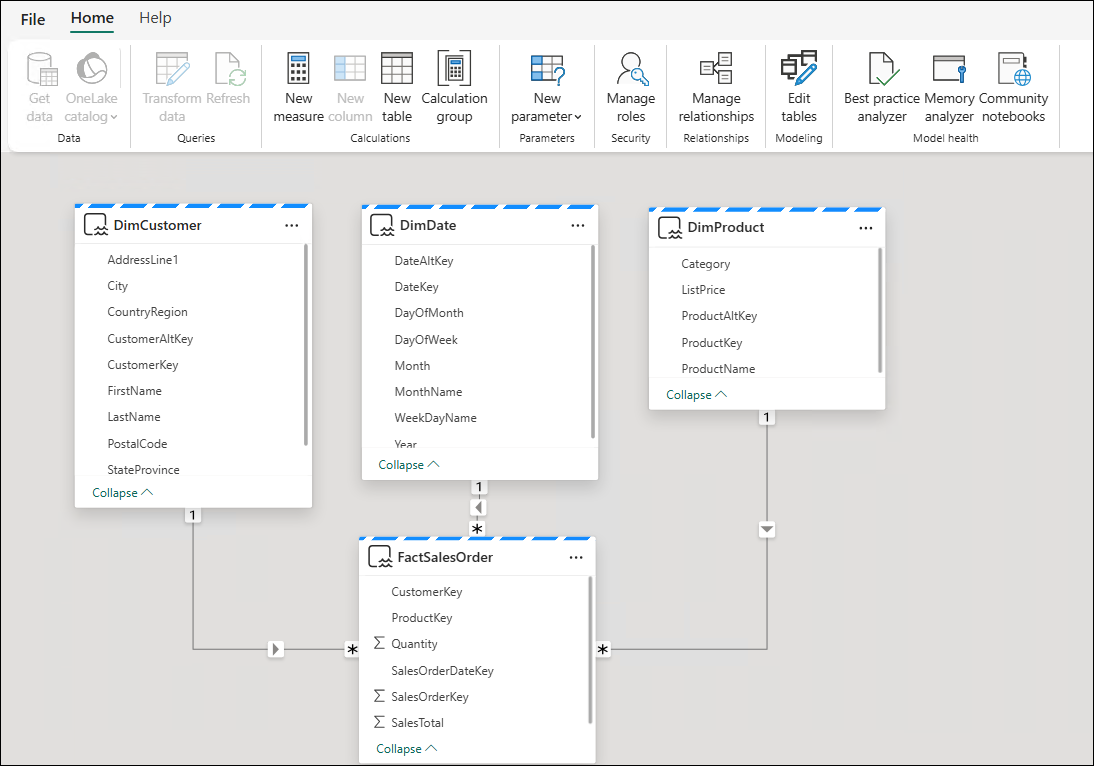 File Home Help
Get data
OneLake catalog
Data
Transform data
Refresh
Queries
New measure
New column
New table
Calculation group
Calculations
New parameter
Parameters
Manage roles
Security
Manage relationships
Relationships
Edit tables
Modeling
Best practice analyzer
Memory analyzer
Community notebooks
Model health
DimCustomer ...
AddressLine1
City
CountryRegion
CustomerAltKey
CustomerKey
FirstName
LastName
PostalCode
StateProvince
Collapse
1
DimDate ...
DateAltKey
DateKey
DayOfMonth
DayOfWeek
Month
MonthName
WeekDayName
Year
Collapse
1
*
DimProduct ...
Category
ListPrice
ProductAltKey
ProductKey
ProductName
Collapse
1
FactSalesOrder ...
CustomerKey
ProductKey
Σ Quantity
SalesOrderDateKey
* *
Σ SalesOrderKey
Σ SalesTotal
Collapse